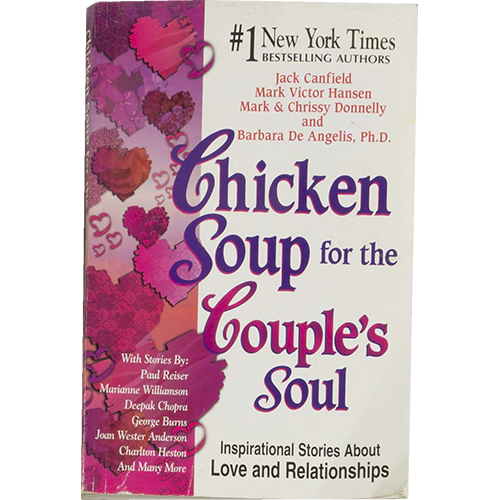 #1 New York Times
BESTSELLING AUTHORS
Jack Canfield
Mark Victor Hansen
Mark & Chrissy Donnelly
and
Barbara De Angelis, Ph.D.
Chicken
Soup for the
Couple's
Soul
With Stories By:
Paul Reiser
Marianne Williamson
Deepak Chopra
George Burns
Joan Wester Anderson
Charlton Heston
And Many More
Inspirational Stories About
Love and Relationships